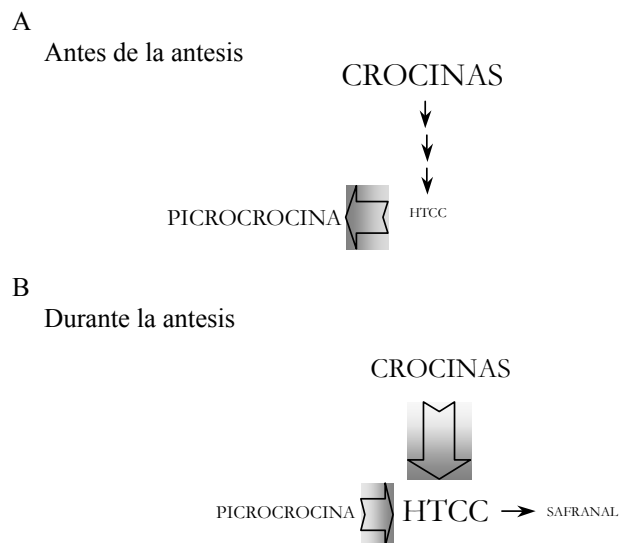 A
Antes de la antesis
CROCINAS
PICROCROCINA
HTCC
B
Durante la antesis
CROCINAS
PICROCROCINA HTCC SAFRANAL